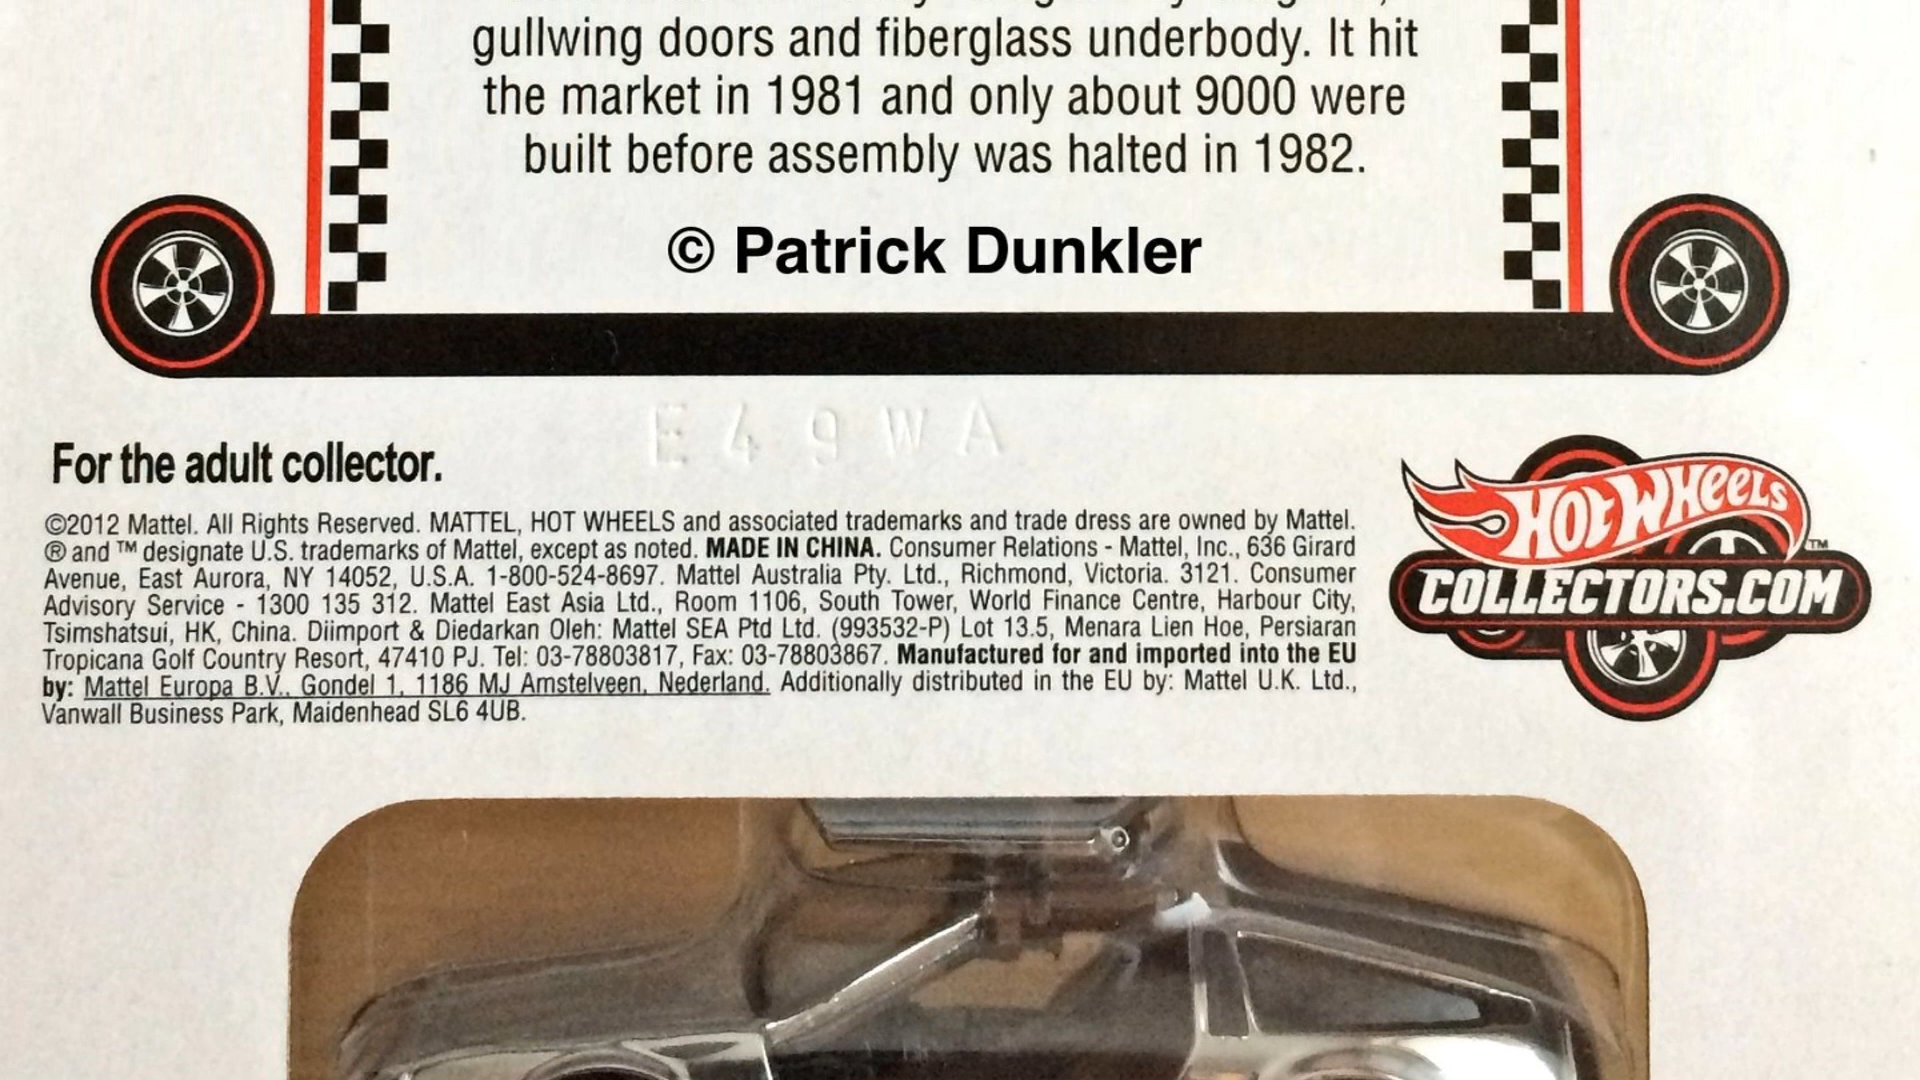 gullwing doors and fiberglass underbody. It hit
the market in 1981 and only about 9000 were
built before assembly was halted in 1982.
© Patrick Dunkler
E49WA
For the adult collector.
©2012 Mattel. All Rights Reserved. MATTEL, HOT WHEELS and associated trademarks and trade dress are owned by Mattel.
® and ™ designate U.S. trademarks of Mattel, except as noted. MADE IN CHINA. Consumer Relations - Mattel, Inc., 636 Girard
Avenue, East Aurora, NY 14052, U.S.A. 1-800-524-8697. Mattel Australia Pty. Ltd., Richmond, Victoria. 3121. Consumer
Advisory Service - 1300 135 312. Mattel East Asia Ltd., Room 1106, South Tower, World Finance Centre, Harbour City,
Tsimshatsui, HK, China. Diimport & Diedarkan Oleh: Mattel SEA Ptd Ltd. (993532-P) Lot 13.5, Menara Lien Hoe, Persiaran
Tropicana Golf Country Resort, 47410 PJ. Tel: 03-78803817, Fax: 03-78803867. Manufactured for and imported into the EU
by: Mattel Europa B.V., Gondel 1, 1186 MJ Amstelveen, Nederland. Additionally distributed in the EU by: Mattel U.K. Ltd.,
Vanwall Business Park, Maidenhead SL6 4UB.
HOT WHEELS™
COLLECTORS.COM